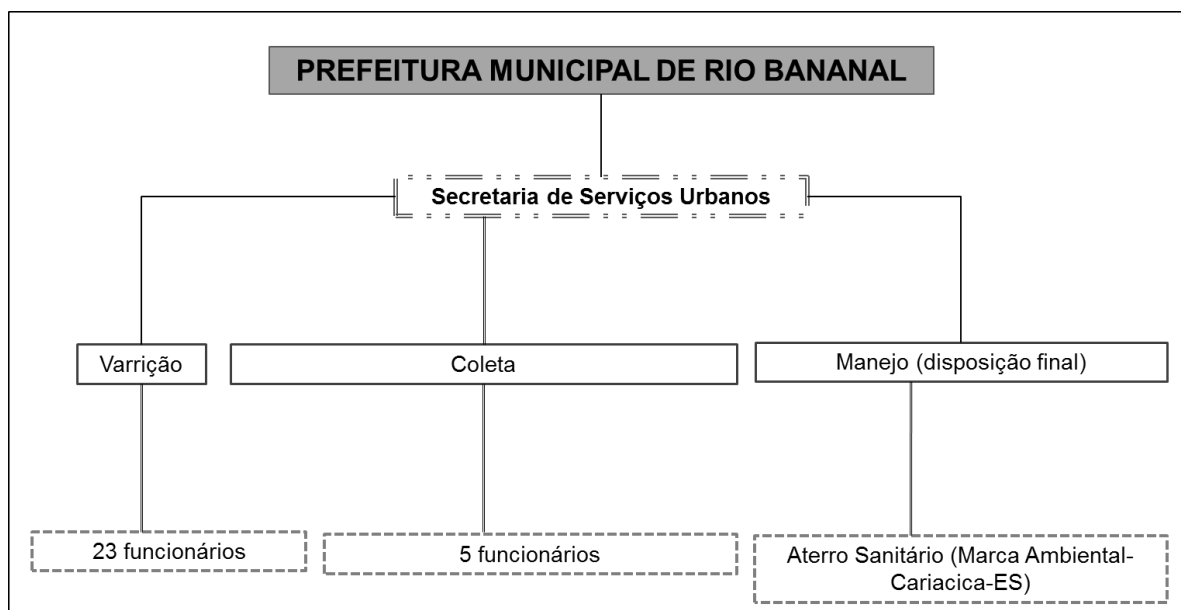 PREFEITURA MUNICIPAL DE RIO BANANAL
Secretaria de Serviços Urbanos
Varrição
Coleta
Manejo (disposição final)
23 funcionários
5 funcionários
Aterro Sanitário (Marca Ambiental-
Cariacica-ES)